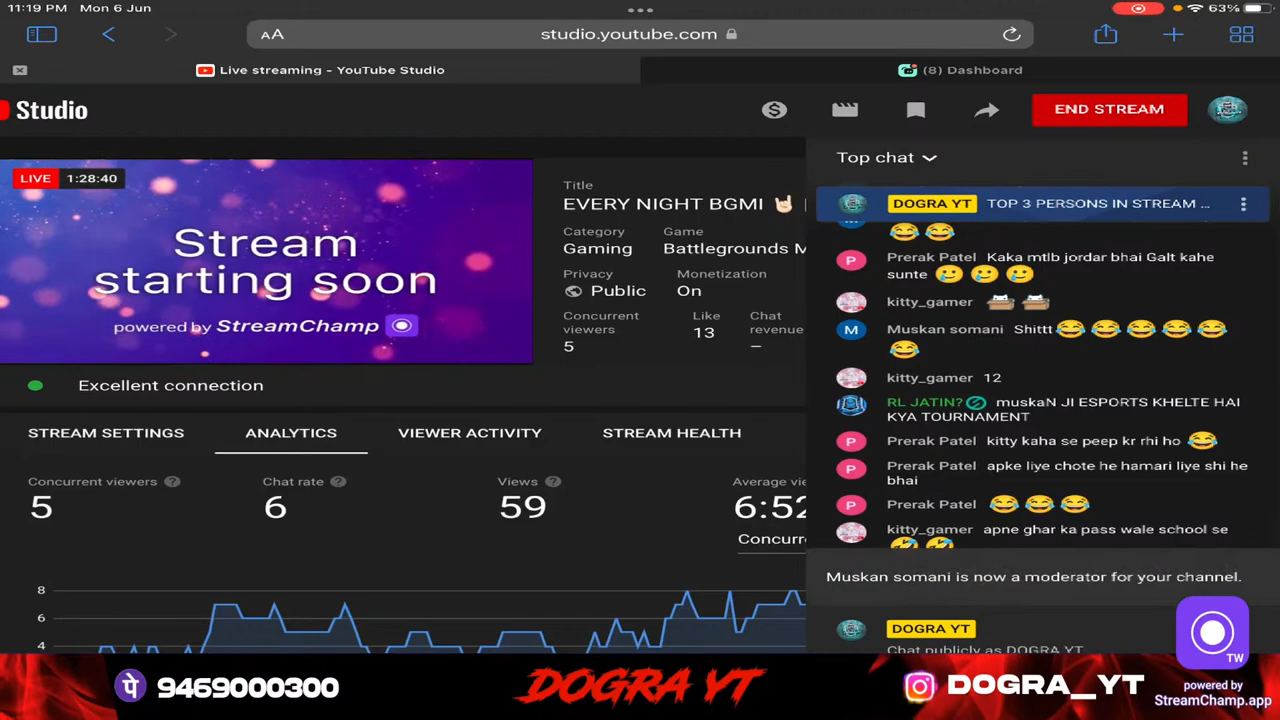 11:19 PM Mon 6 Jun
63%
AA
studio.youtube.com
Live streaming - YouTube Studio
(8) Dashboard
Studio
END STREAM
LIVE 1:28:40
Stream
starting soon
powered by StreamChamp
Title
EVERY NIGHT BGMI
Category
Game
Gaming
Battlegrounds M
Privacy
Monetization
Public
On
Concurrent
viewers
Like
Chat
revenue
5
13
–
Excellent connection
STREAM SETTINGS
ANALYTICS
VIEWER ACTIVITY
STREAM HEALTH
Concurrent viewers
Chat rate
Views
Average vie
5
6
59
6:52
Concurr
8
6
4
Top chat
DOGRA YT TOP 3 PERSONS IN STREAM ...
😂😂
Prerak Patel Kaka mtlb jordar bhai Galt kahe
sunte 🥲🥲🥲
kitty_gamer
Muskan somani Shittt😂😂😂😂😂
😂
kitty_gamer 12
RL JATIN? muskaN JI ESPORTS KHELTE HAI
KYA TOURNAMENT
Prerak Patel kitty kaha se peep kr rhi ho 😂
Prerak Patel apke liye chote he hamari liye shi he
bhai
Prerak Patel 😂😂😂
kitty_gamer apne ghar ka pass wale school se
🤣🤣
Muskan somani is now a moderator for your channel.
DOGRA YT
Chat publicly as DOGRA YT
TW
पे 9469000300
DOGRA YT
DOGRA__YT
powered by
StreamChamp.app